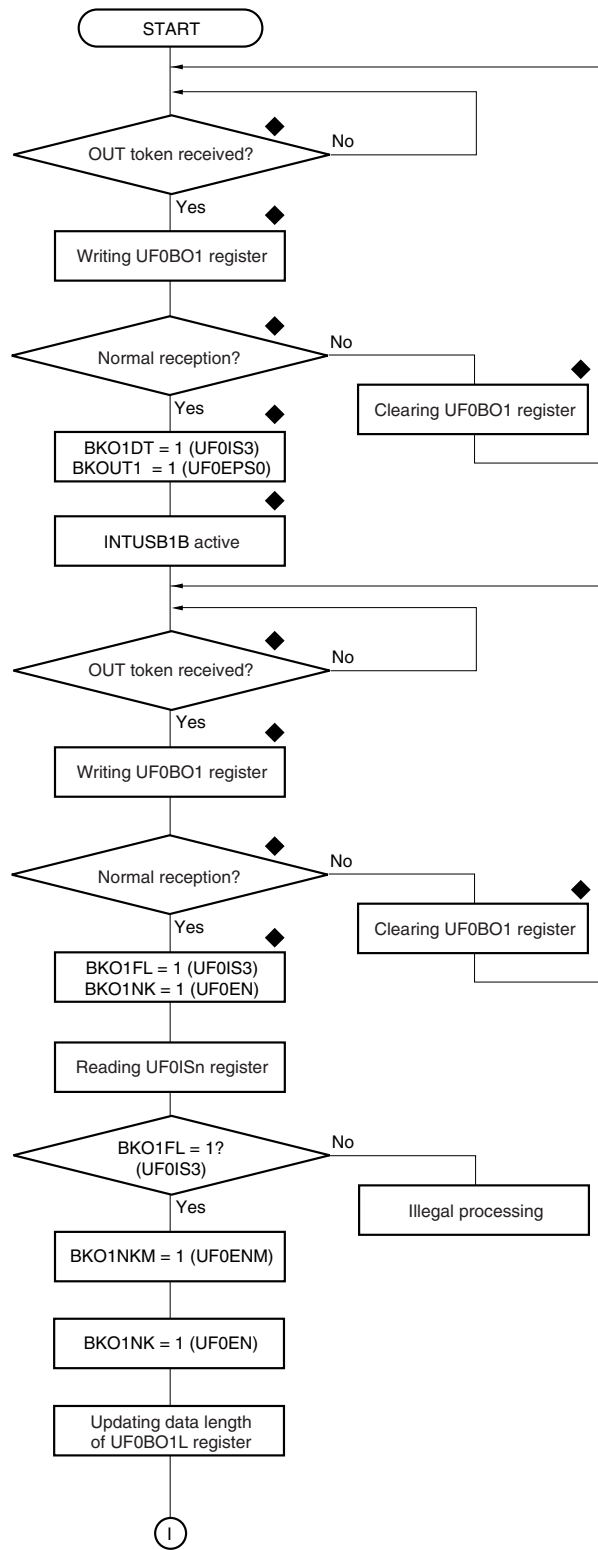 START
OUT token received?
No
Yes
Writing UF0BO1 register
Normal reception?
No
Yes
Clearing UF0BO1 register
BKO1DT = 1 (UF0IS3)
BKOUT1 = 1 (UF0EPS0)
INTUSB1B active
OUT token received?
No
Yes
Writing UF0BO1 register
Normal reception?
No
Yes
Clearing UF0BO1 register
BKO1FL = 1 (UF0IS3)
BKO1NK = 1 (UF0EN)
Reading UF0ISn register
BKO1FL = 1?
(UF0IS3)
No
Yes
Illegal processing
BKO1NKM = 1 (UF0ENM)
BKO1NK = 1 (UF0EN)
Updating data length
of UF0BO1L register
I